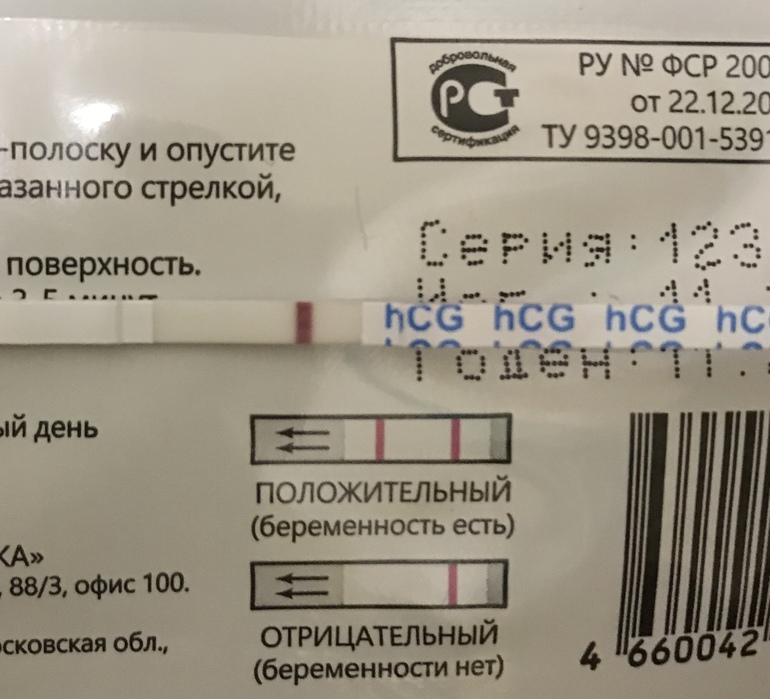 добровольная
РСТ
сертификация
РУ № ФСР 200
от 22.12.20
ТУ 9398-001-5391
-полоску и опустите
азанного стрелкой,
поверхность.
Серия: 123
hCG hCG hCG hC
Годен: 11.
ый день
ПОЛОЖИТЕЛЬНЫЙ
(беременность есть)
КА»
, 88/3, офис 100.
осковская обл.,
ОТРИЦАТЕЛЬНЫЙ
(беременности нет)
4 660042